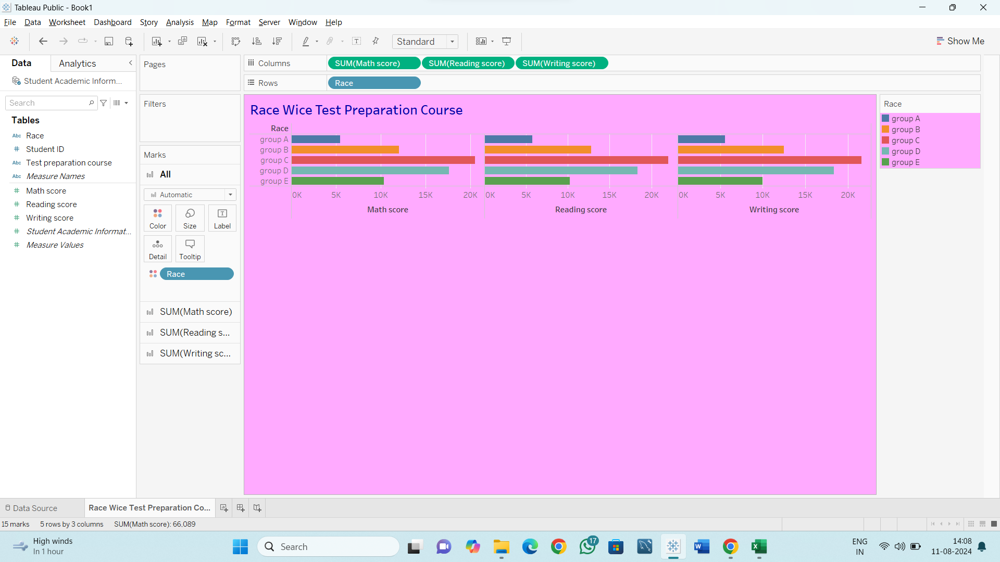 Tableau Public - Book1
File Data Worksheet Dashboard Story Analysis Map Format Server Window Help
Standard
Show Me
Data
Analytics
Student Academic Inform...
Search
Tables
Abc Race
# Student ID
Abc Test preparation course
Abc Measure Names
# Math score
# Reading score
# Writing score
# Student Academic Informat...
# Measure Values
Pages
Filters
Marks
All
Automatic
Color Size Label
Detail Tooltip
Race
SUM(Math score)
SUM(Reading s...
SUM(Writing sc...
Columns SUM(Math score) SUM(Reading score) SUM(Writing score)
Rows Race
Race Wice Test Preparation Course
Race
group A
group B
group C
group D
group E
0K 5K 10K 15K 20K 0K 5K 10K 15K 20K 0K 5K 10K 15K 20K
Math score Reading score Writing score
Race
group A
group B
group C
group D
group E
Data Source
Race Wice Test Preparation Co...
15 marks 5 rows by 3 columns SUM(Math score): 66,089
High winds
In 1 hour
Search
17
ENG
IN
14:08
11-08-2024